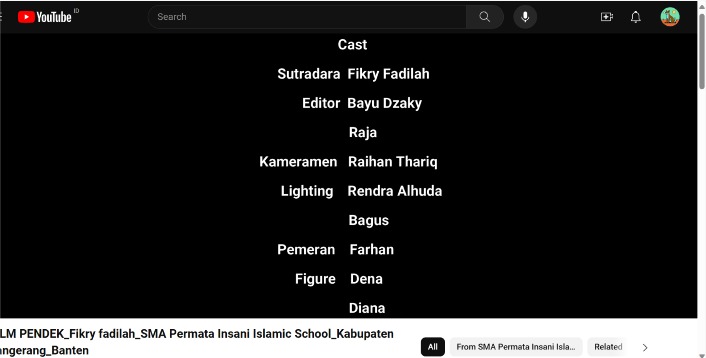 YouTube ID
Search
Cast
Sutradara Fikry Fadilah
Editor Bayu Dzaky
Raja
Kameramen Raihan Thariq
Lighting Rendra Alhuda
Bagus
Pemeran Farhan
Figure Dena
Diana
LM PENDEK_Fikry fadilah_SMA Permata Insani Islamic School_Kabupaten
angerang_Banten
All
From SMA Permata Insani Isla...
Related